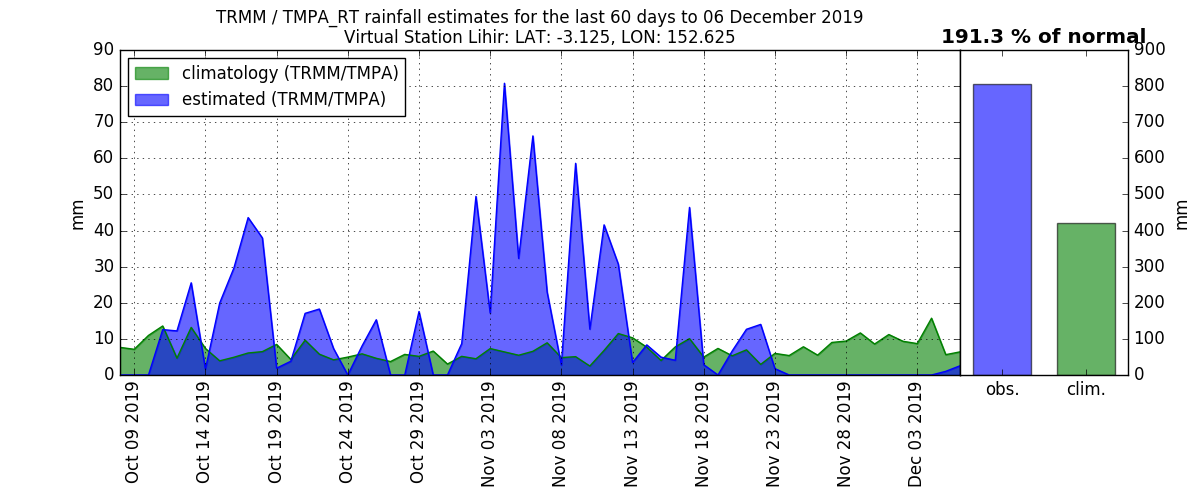 TRMM / TMPA_RT rainfall estimates for the last 60 days to 06 December 2019
Virtual Station Lihir: LAT: -3.125, LON: 152.625
191.3 % of normal
climatology (TRMM/TMPA)
estimated (TRMM/TMPA)
mm
90
80
70
60
50
40
30
20
10
0
Oct 09 2019
Oct 14 2019
Oct 19 2019
Oct 24 2019
Oct 29 2019
Nov 03 2019
Nov 08 2019
Nov 13 2019
Nov 18 2019
Nov 23 2019
Nov 28 2019
Dec 03 2019
obs.
clim.
900
800
700
600
500
400
300
200
100
0
mm